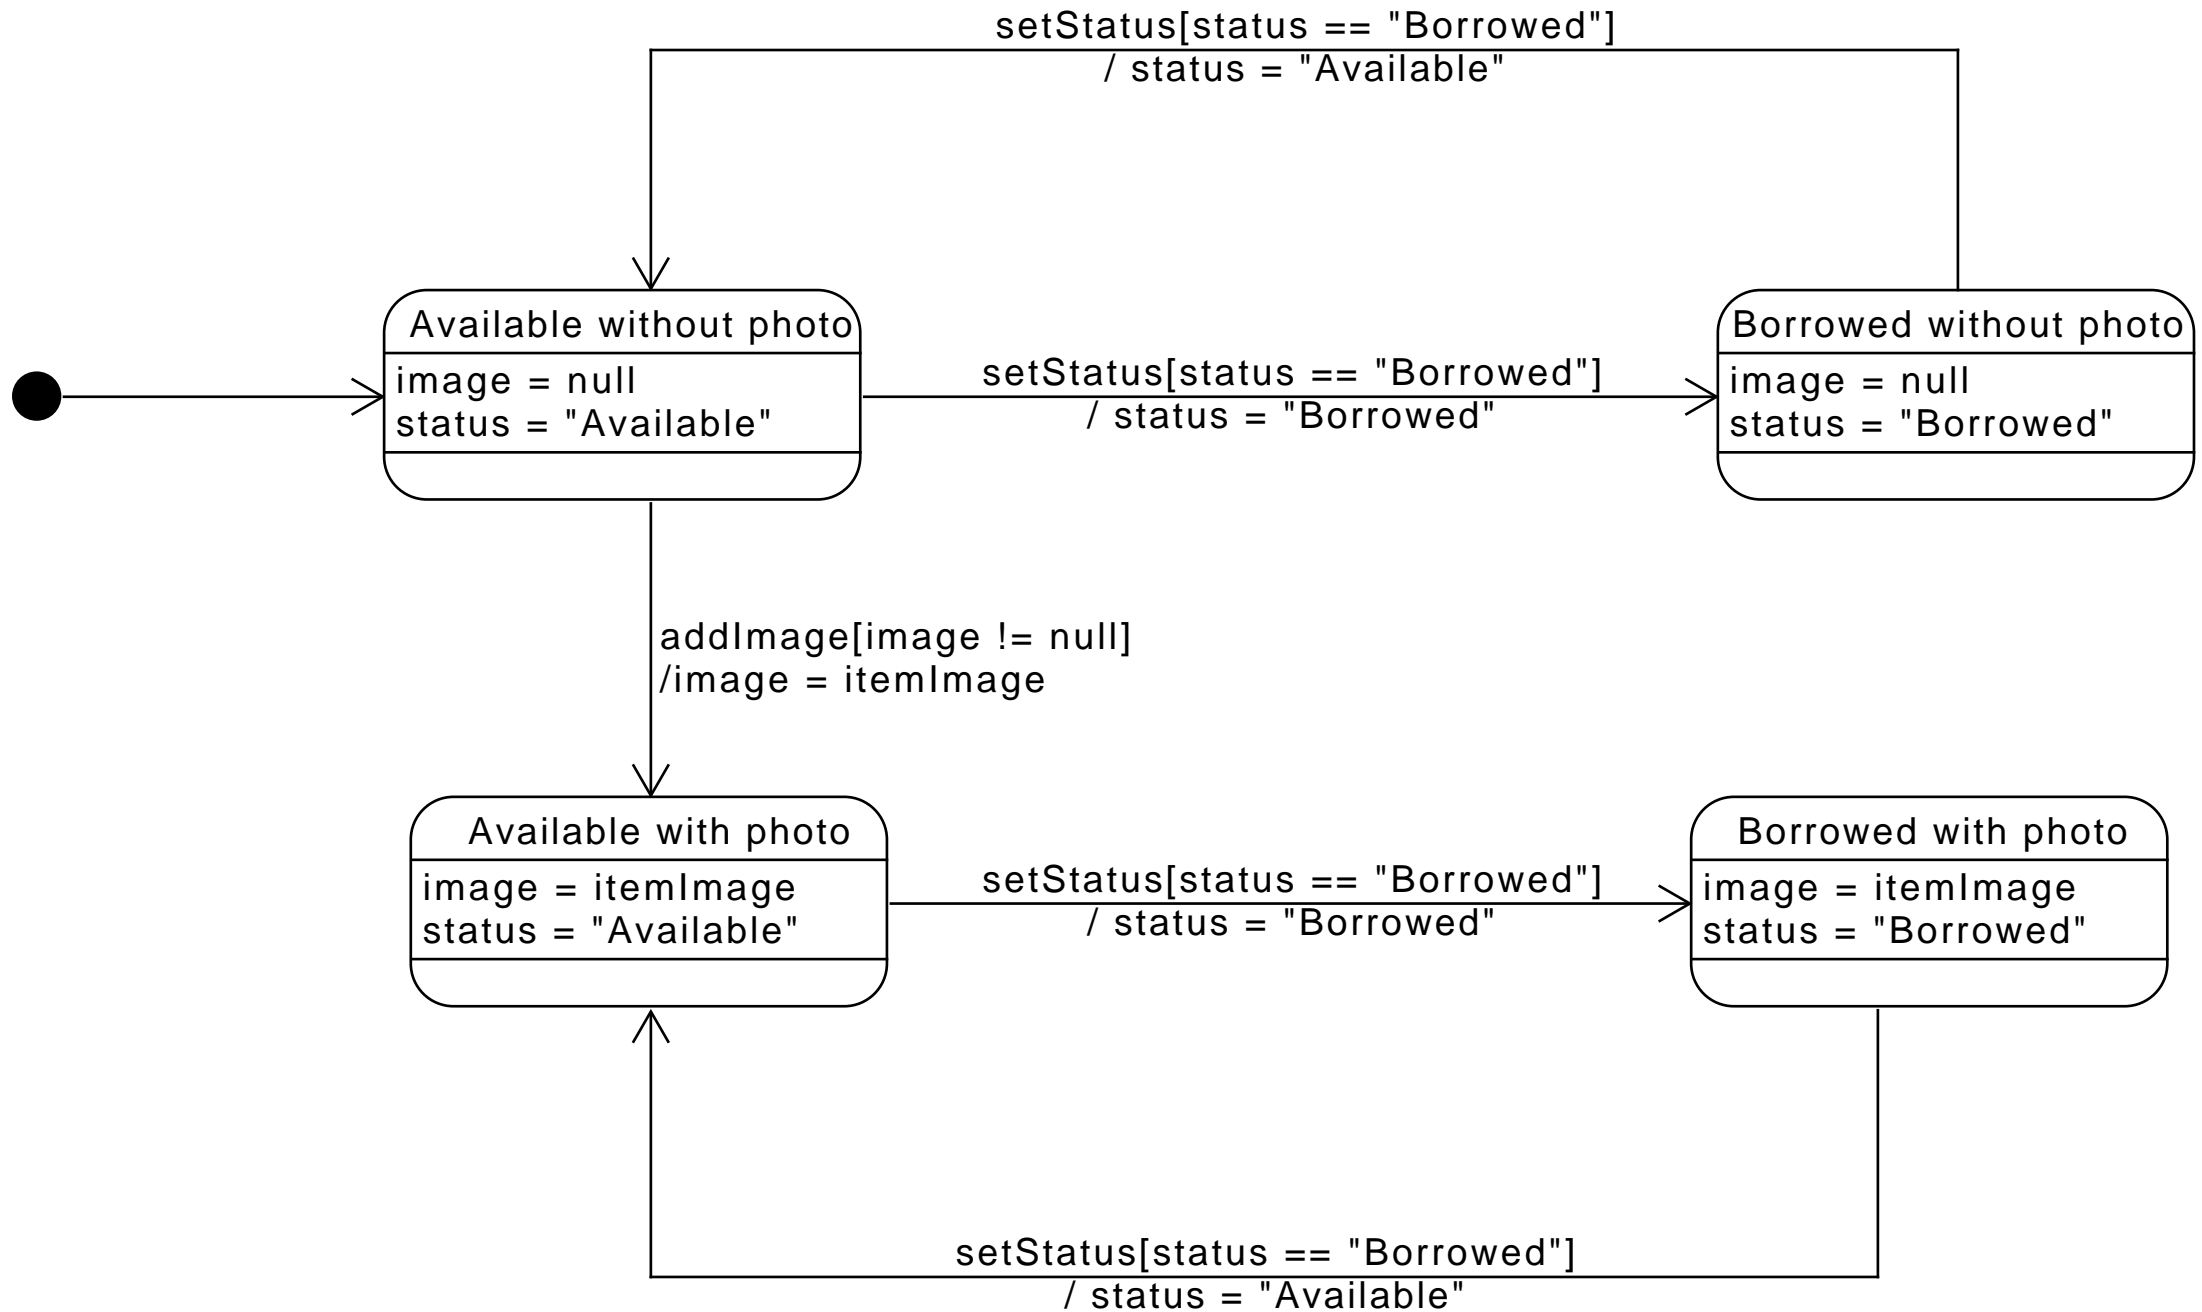 setStatus[status == "Borrowed"]
/ status = "Available"
Available without photo
image = null
status = "Available"
setStatus[status == "Borrowed"]
/ status = "Borrowed"
Borrowed without photo
image = null
status = "Borrowed"
addImage[image != null]
/image = itemImage
Available with photo
image = itemImage
status = "Available"
setStatus[status == "Borrowed"]
/ status = "Borrowed"
Borrowed with photo
image = itemImage
status = "Borrowed"
setStatus[status == "Borrowed"]
/ status = "Available"